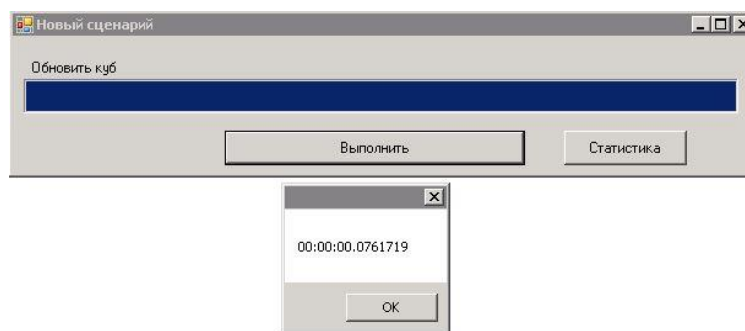 Новый сценарий
Обновить куб
Выполнить
Статистика
00:00:00.0761719
OK